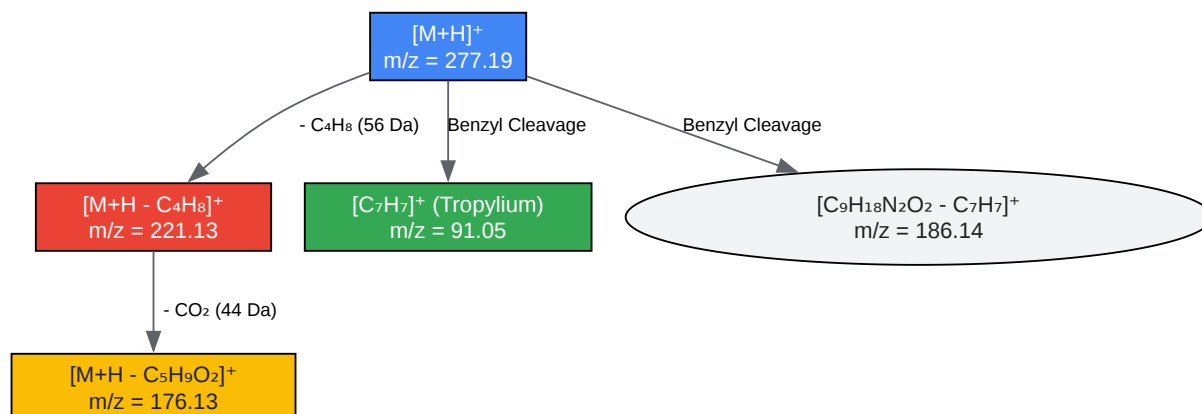 [M+H]⁺
m/z = 277.19
- C₄H₈ (56 Da)
Benzyl Cleavage
Benzyl Cleavage
[M+H - C₄H₈]⁺
m/z = 221.13
[C₇H₇]⁺ (Tropylium)
m/z = 91.05
[C₉H₁₈N₂O₂ - C₇H₇]⁺
m/z = 186.14
- CO₂ (44 Da)
[M+H - C₅H₉O₂]⁺
m/z = 176.13